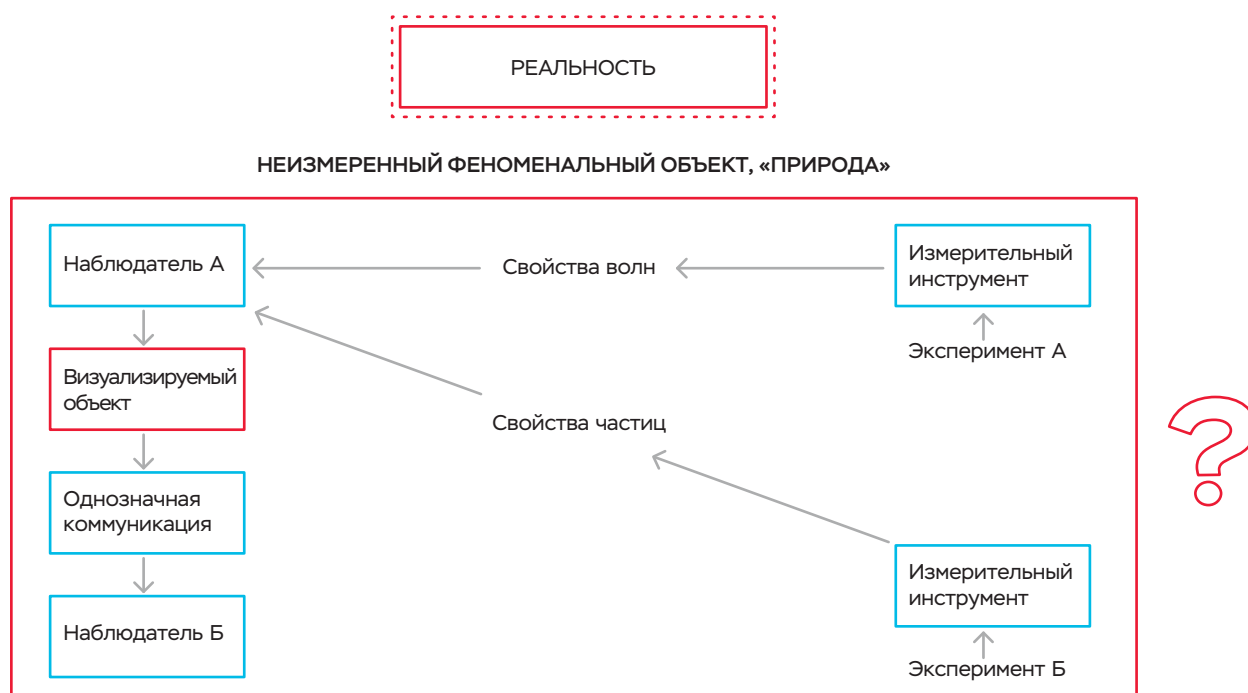 РЕАЛЬНОСТЬ
НЕИЗМЕРЕННЫЙ ФЕНОМЕНАЛЬНЫЙ ОБЪЕКТ, «ПРИРОДА»
Наблюдатель А
Свойства волн
Измерительный
инструмент
Эксперимент А
Визуализируемый
объект
Свойства частиц
?
Однозначная
коммуникация
Измерительный
инструмент
Наблюдатель Б
Эксперимент Б